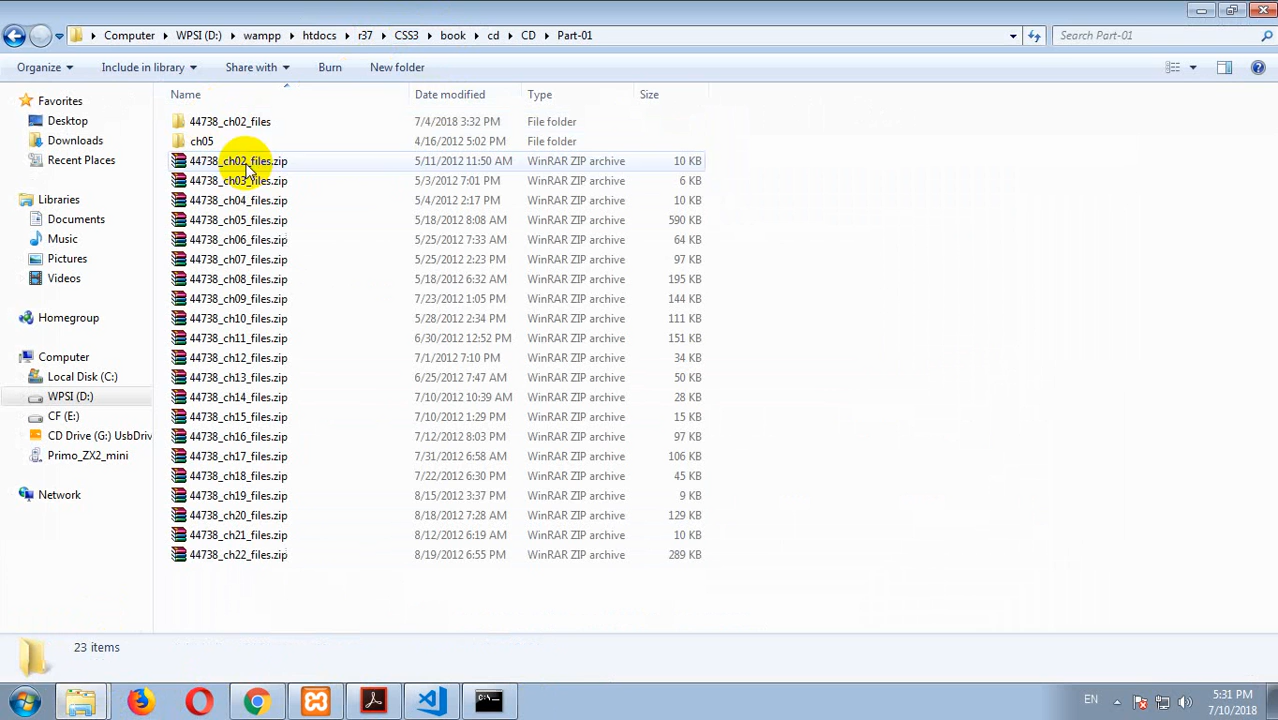 Computer WPSI (D:) wampp htdocs r37 CSS3 book cd CD Part-01 Search Part-01
Organize Include in library Share with Burn New folder
Name Date modified Type Size
Favorites
Desktop
Downloads
Recent Places
Libraries
Documents
Music
Pictures
Videos
Homegroup
Computer
Local Disk (C:)
WPSI (D:)
CF (E:)
CD Drive (G:) UsbDriv
Primo_ZX2_mini
Network
44738_ch02_files 7/4/2018 3:32 PM File folder
ch05 4/16/2012 5:02 PM File folder
44738_ch02_files.zip 5/11/2012 11:50 AM WinRAR ZIP archive 10 KB
44738_ch03_files.zip 5/3/2012 7:01 PM WinRAR ZIP archive 6 KB
44738_ch04_files.zip 5/4/2012 2:17 PM WinRAR ZIP archive 10 KB
44738_ch05_files.zip 5/18/2012 8:08 AM WinRAR ZIP archive 590 KB
44738_ch06_files.zip 5/25/2012 7:33 AM WinRAR ZIP archive 64 KB
44738_ch07_files.zip 5/25/2012 2:23 PM WinRAR ZIP archive 97 KB
44738_ch08_files.zip 5/18/2012 6:32 AM WinRAR ZIP archive 195 KB
44738_ch09_files.zip 7/23/2012 1:05 PM WinRAR ZIP archive 144 KB
44738_ch10_files.zip 5/28/2012 2:34 PM WinRAR ZIP archive 111 KB
44738_ch11_files.zip 6/30/2012 12:52 PM WinRAR ZIP archive 151 KB
44738_ch12_files.zip 7/1/2012 7:10 PM WinRAR ZIP archive 34 KB
44738_ch13_files.zip 6/25/2012 7:47 AM WinRAR ZIP archive 50 KB
44738_ch14_files.zip 7/10/2012 10:39 AM WinRAR ZIP archive 28 KB
44738_ch15_files.zip 7/10/2012 1:29 PM WinRAR ZIP archive 15 KB
44738_ch16_files.zip 7/12/2012 8:03 PM WinRAR ZIP archive 97 KB
44738_ch17_files.zip 7/31/2012 6:58 AM WinRAR ZIP archive 106 KB
44738_ch18_files.zip 7/22/2012 6:30 PM WinRAR ZIP archive 45 KB
44738_ch19_files.zip 8/15/2012 3:37 PM WinRAR ZIP archive 9 KB
44738_ch20_files.zip 8/18/2012 7:28 AM WinRAR ZIP archive 129 KB
44738_ch21_files.zip 8/12/2012 6:19 AM WinRAR ZIP archive 10 KB
44738_ch22_files.zip 8/19/2012 6:55 PM WinRAR ZIP archive 289 KB
23 items
EN
5:31 PM
7/10/2018